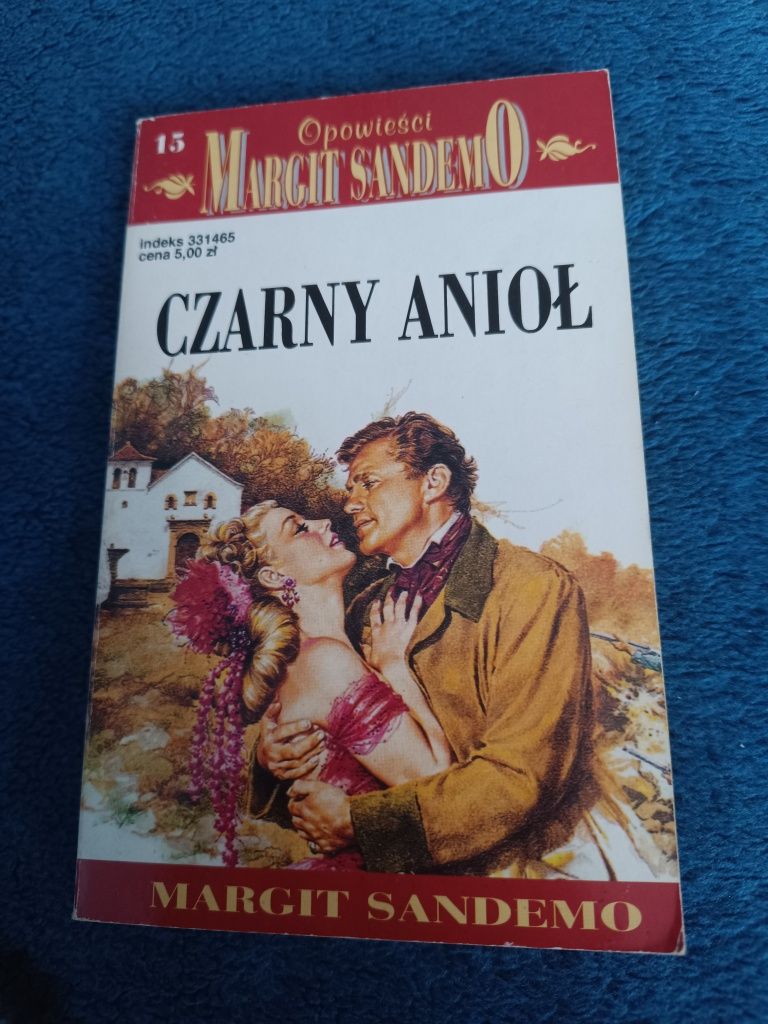 15
Opowieści
MARGIT SANDEMO
indeks 331465
cena 5,00 zł
CZARNY ANIOŁ
MARGIT SANDEMO